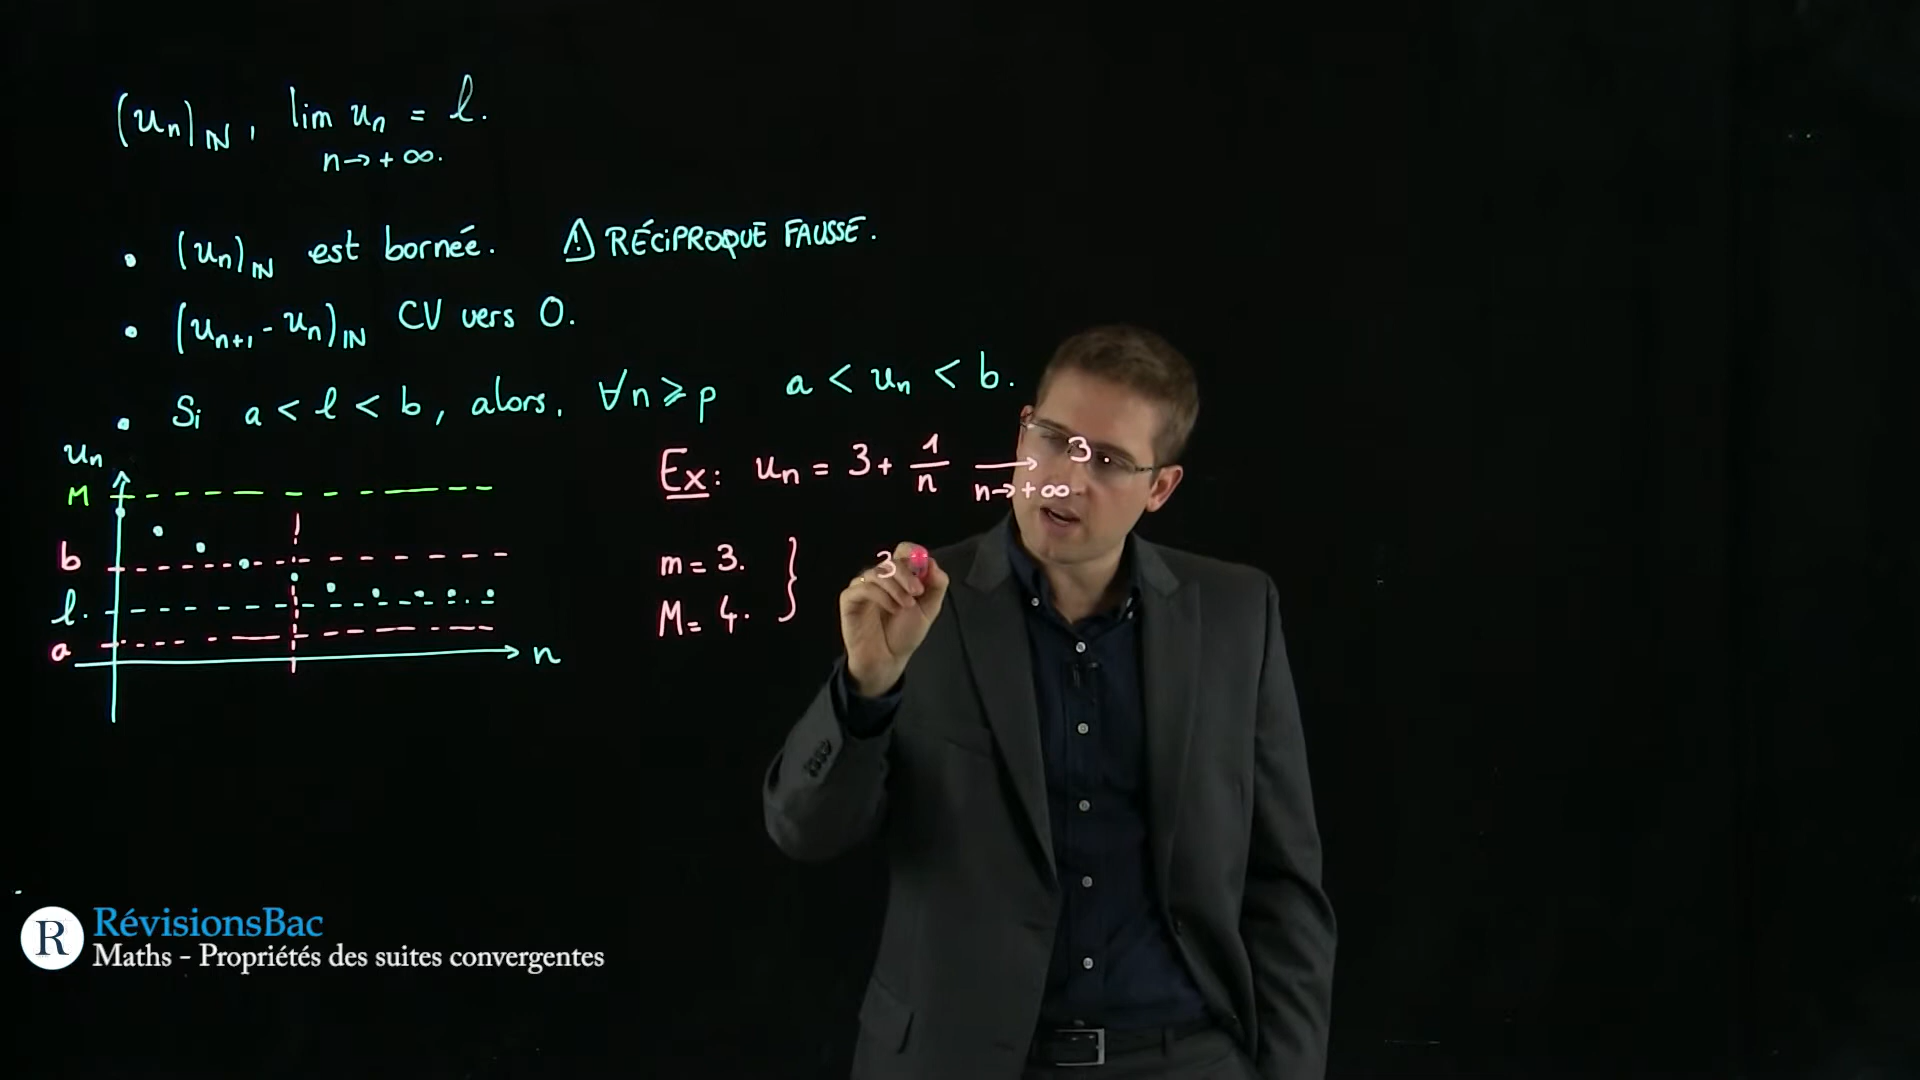 (un)ℕ, lim un = l.
n→+∞.
• (un)ℕ est bornée. ⚠ RÉCIPROQUE FAUSSE.
• (un+1 - un)ℕ CV vers 0.
• Si a < l < b, alors, ∀n ⩾ p a < un < b.
un
M
b
l.
a
n
Ex: un = 3 + 1/n → 3.
n→+∞
m = 3.
M = 4.
}
3
R RévisionsBac
Maths - Propriétés des suites convergentes